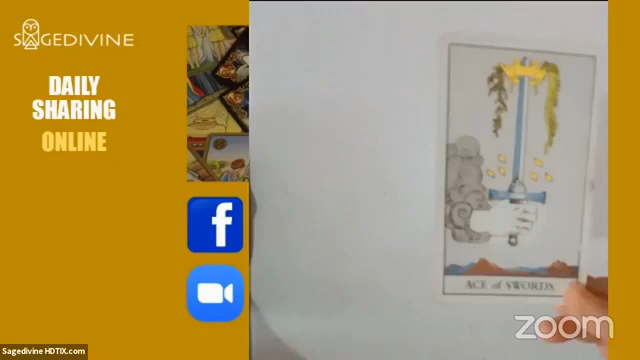 SAGEDIVINE
DAILY
SHARING
ONLINE
f
ACE of SWORDS.
zoom
Sagedivine HDTIX.com